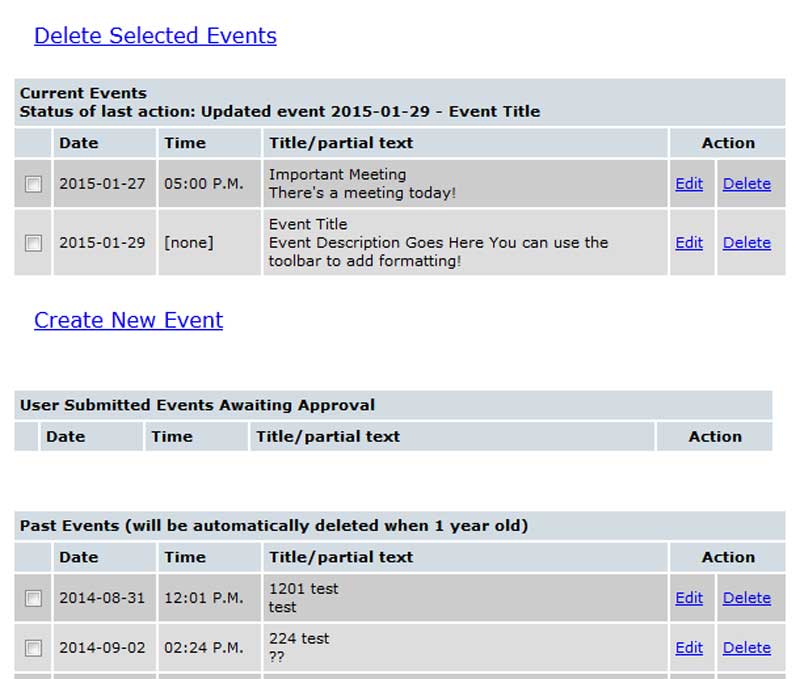 Delete Selected Events
Current Events
Status of last action: Updated event 2015-01-29 - Event Title
Date Time Title/partial text Action
2015-01-27 05:00 P.M. Important Meeting
There's a meeting today! Edit Delete
2015-01-29 [none] Event Title
Event Description Goes Here You can use the
toolbar to add formatting! Edit Delete
Create New Event
User Submitted Events Awaiting Approval
Date Time Title/partial text Action
Past Events (will be automatically deleted when 1 year old)
Date Time Title/partial text Action
2014-08-31 12:01 P.M. 1201 test
test Edit Delete
2014-09-02 02:24 P.M. 224 test
?? Edit Delete